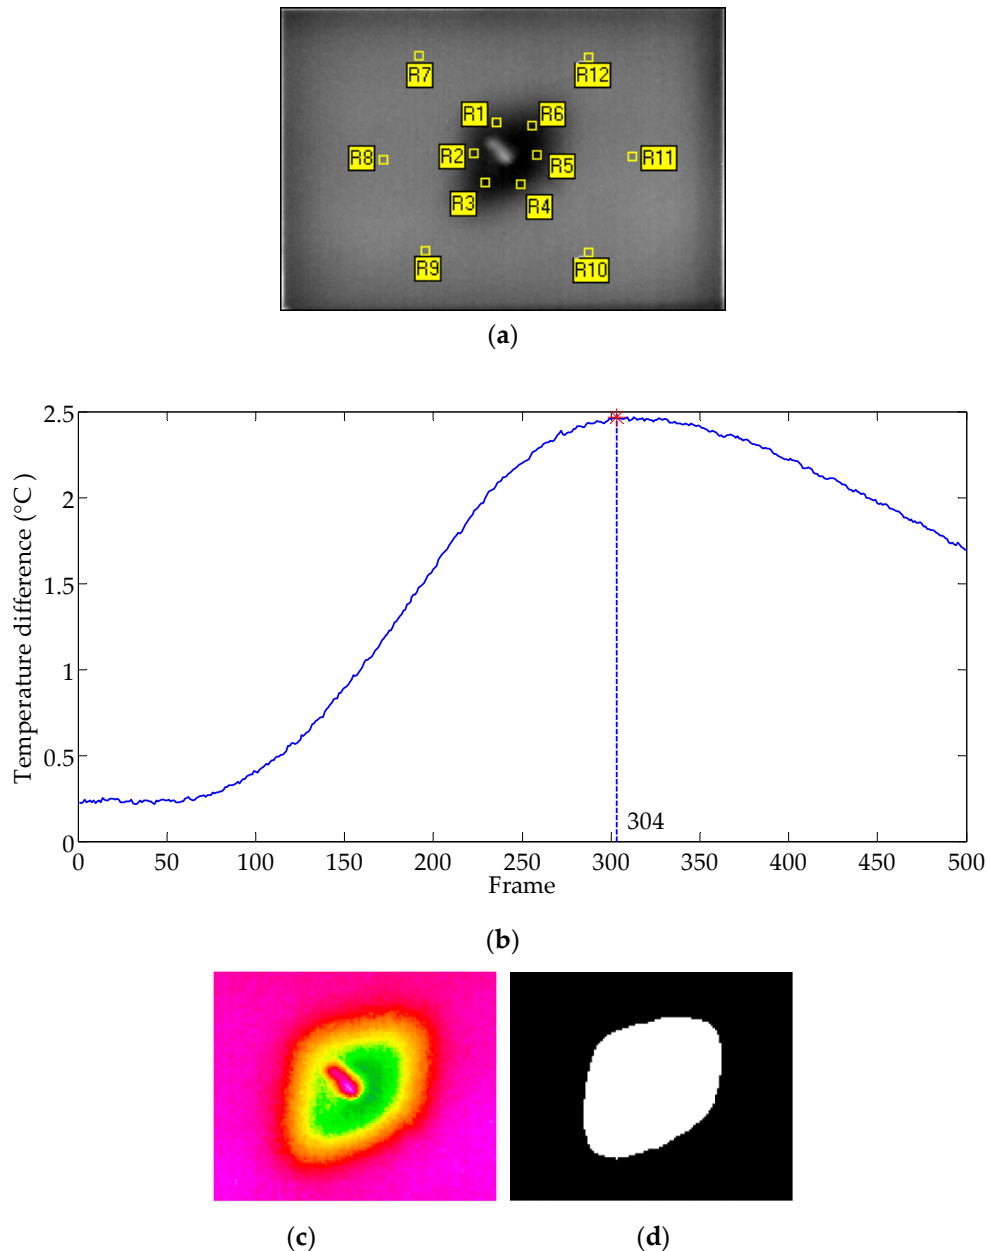 R7 R12
R1 R6
R8 R2 R5 R11
R3 R4
R9 R10
(a)
2.5
2
1.5
1
0.5
0
Temperature difference (°C )
304
0 50 100 150 200 250 300 350 400 450 500
Frame
(b)
(c) (d)